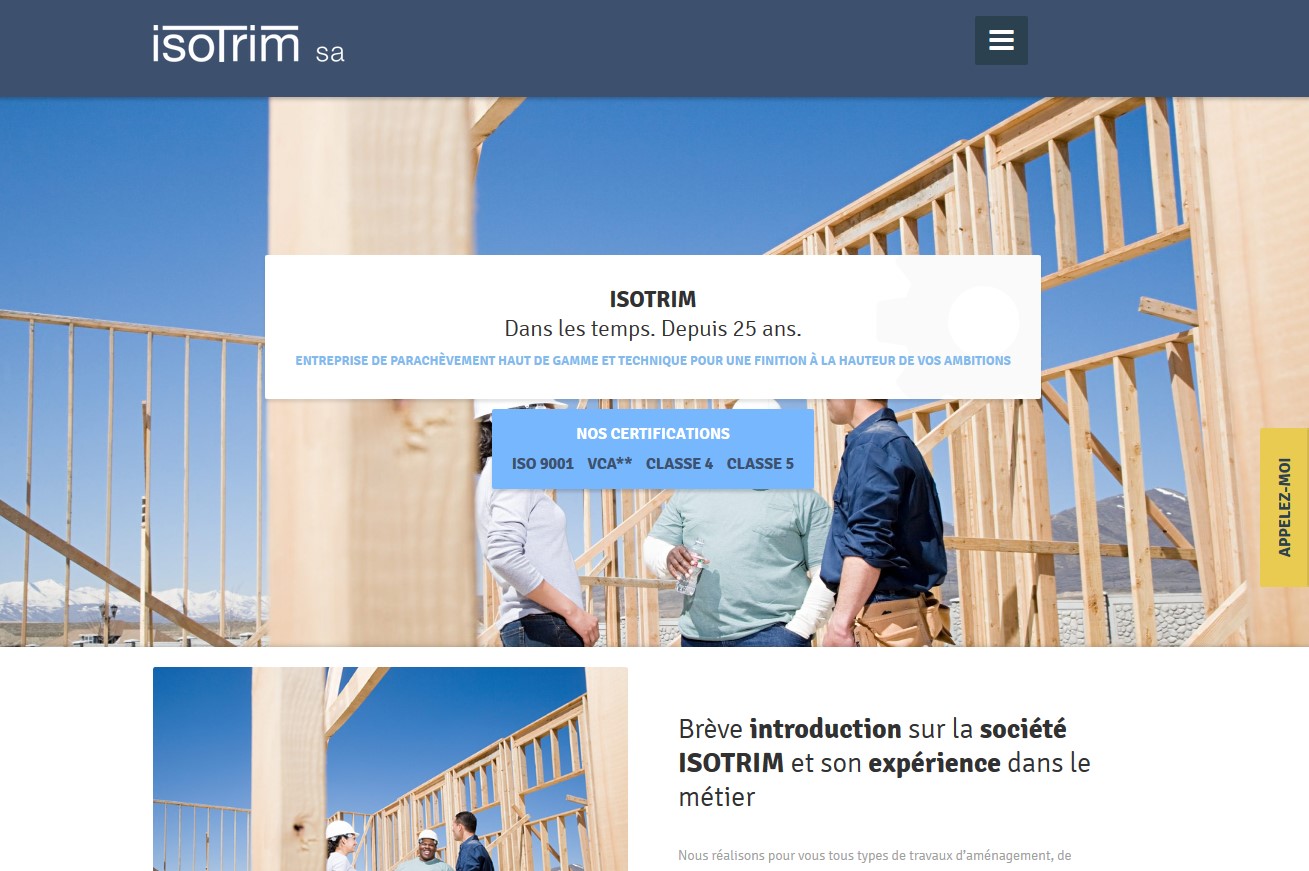 isoTrim sa
ISOTRIM
Dans les temps. Depuis 25 ans.
ENTREPRISE DE PARACHÈVEMENT HAUT DE GAMME ET TECHNIQUE POUR UNE FINITION À LA HAUTEUR DE VOS AMBITIONS
NOS CERTIFICATIONS
ISO 9001 VCA** CLASSE 4 CLASSE 5
APPELEZ-MOI
Brève introduction sur la société
ISOTRIM et son expérience dans le
métier
Nous réalisons pour vous tous types de travaux d'aménagement, de